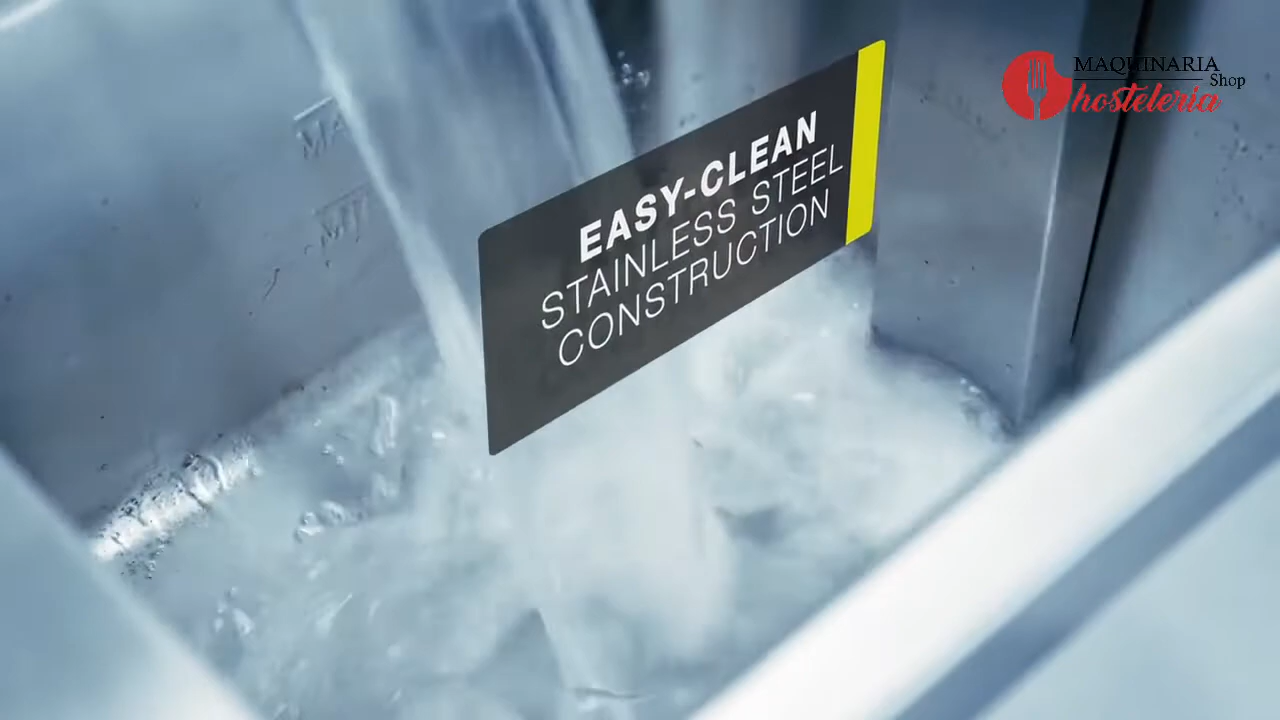 MAQUINARIA
Shop
hosteleria
EASY-CLEAN
STAINLESS STEEL
CONSTRUCTION